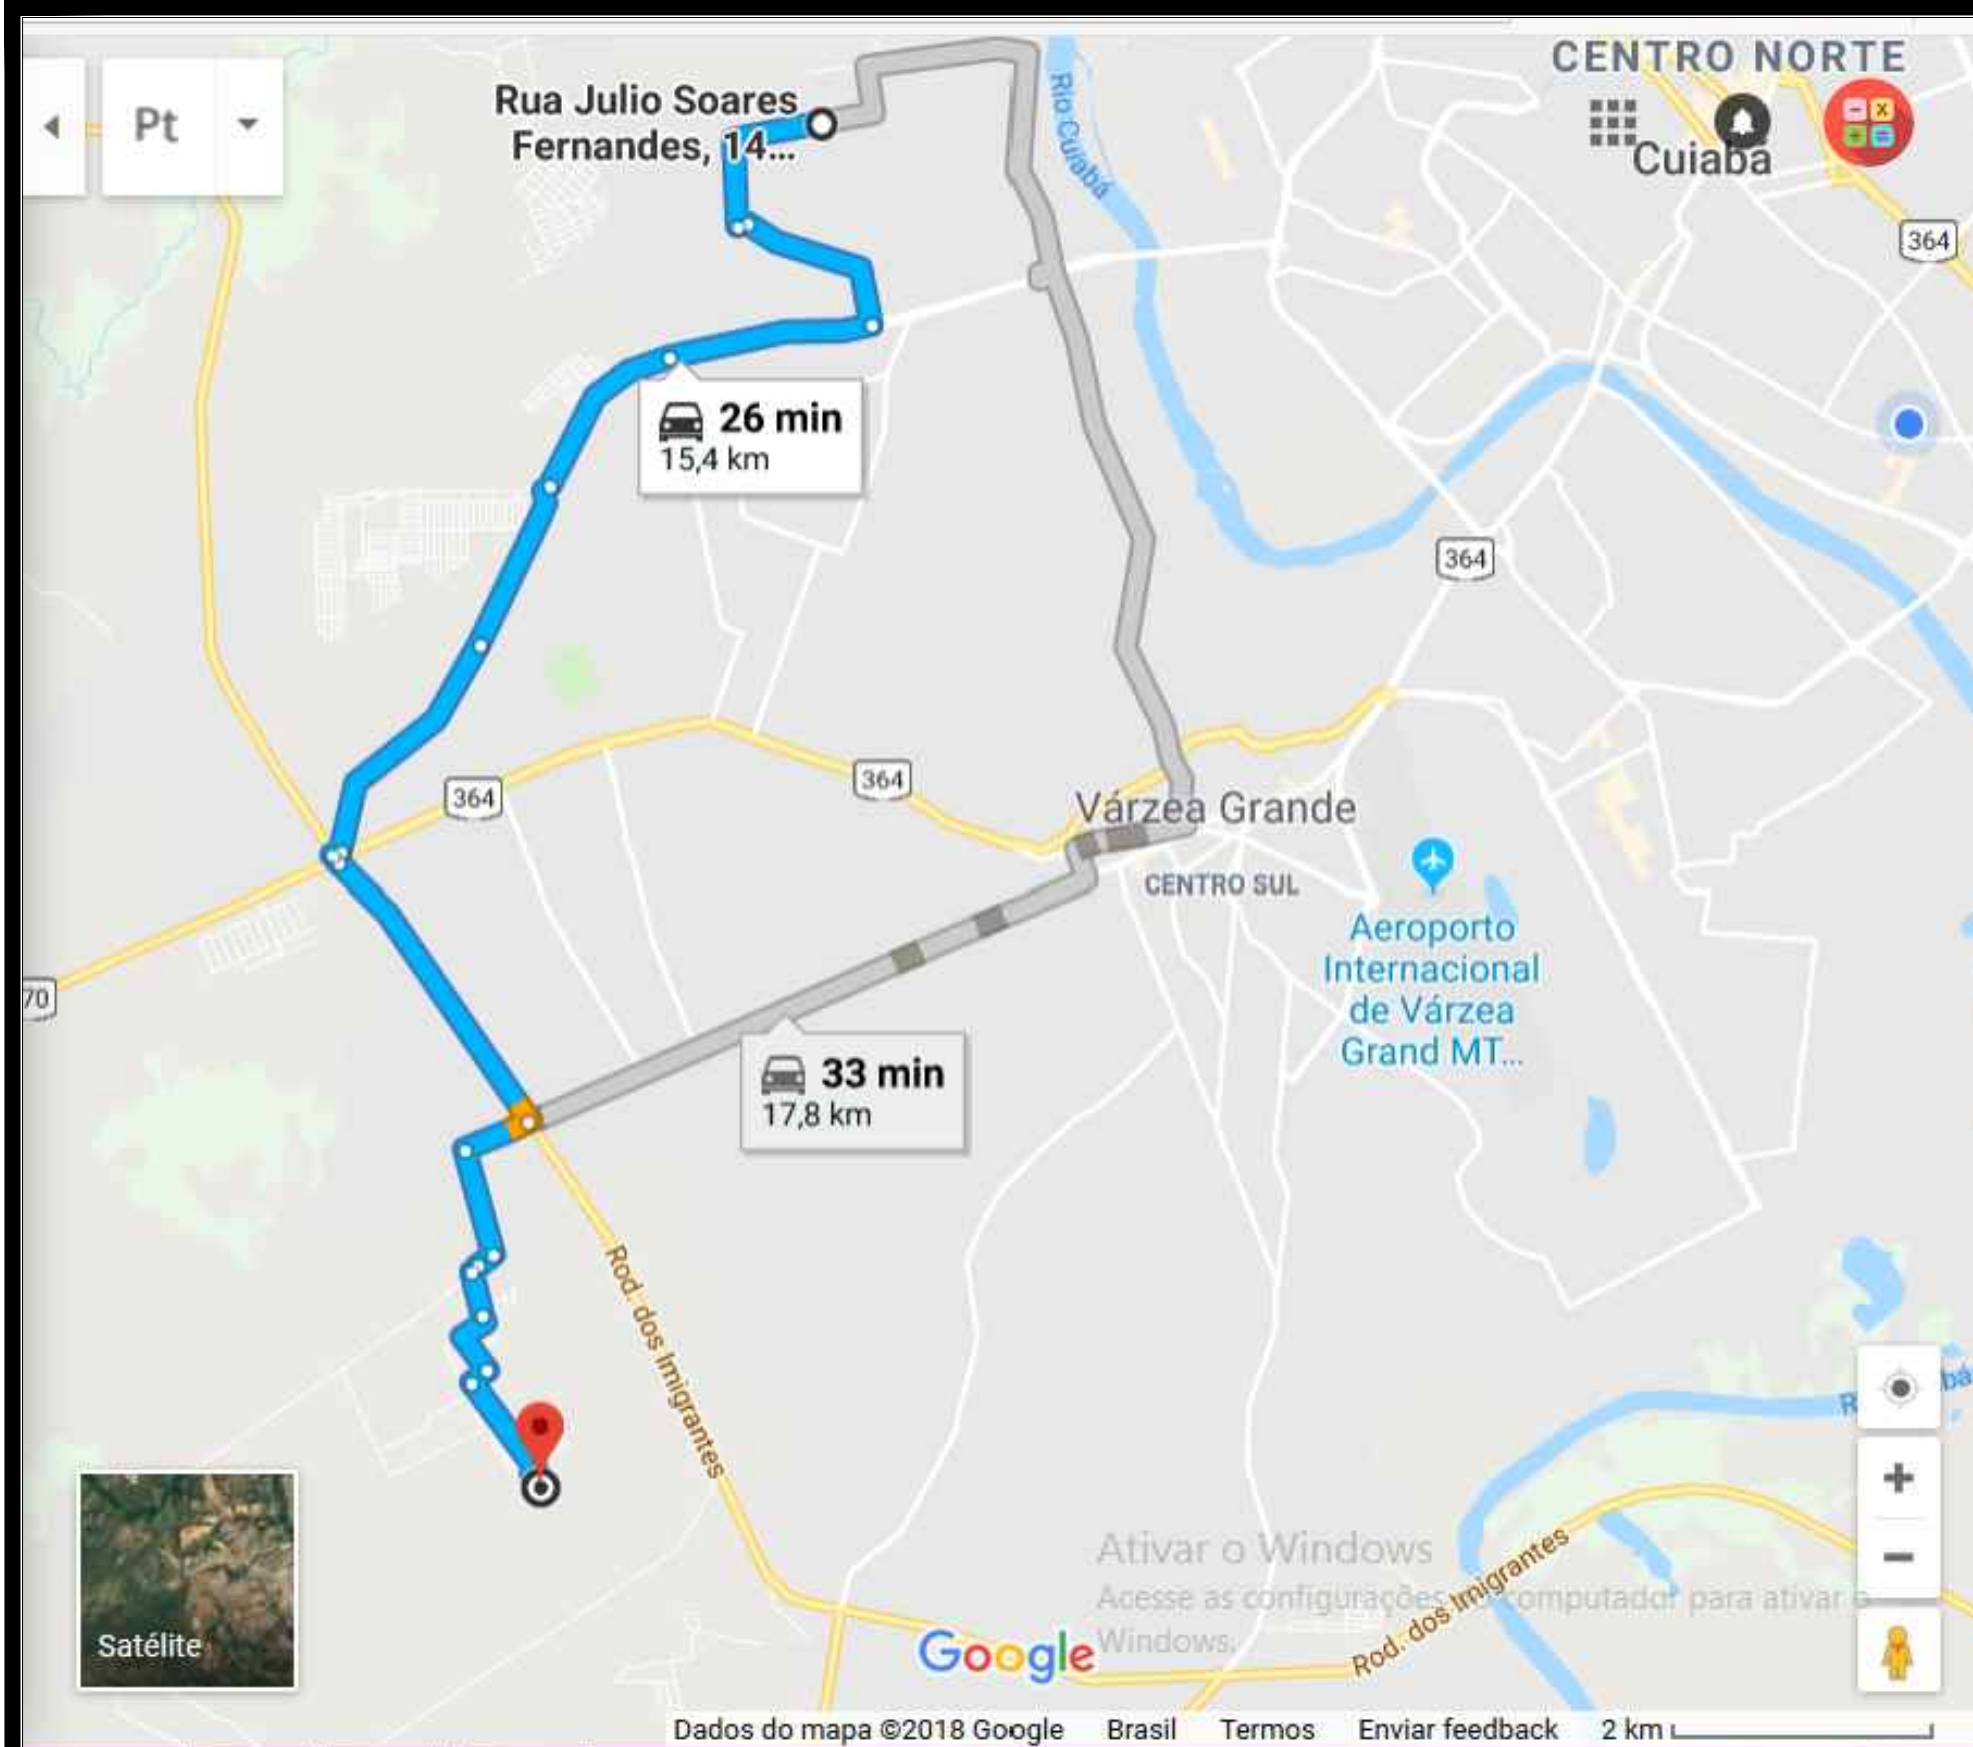 CENTRO NORTE
Pt
Rua Julio Soares
Fernandes, 14...
Rio Cuiabá
Cuiabá
364
26 min
15,4 km
364
364
364
Várzea Grande
CENTRO SUL
Aeroporto
Internacional
de Várzea
Grand MT...
70
33 min
17,8 km
Rod. dos Imigrantes
Ativar o Windows
Acesse as configurações computador para ativar o
Windows.
Rod. dos Imigrantes
Satélite
Google
Dados do mapa ©2018 Google Brasil Termos Enviar feedback 2 km